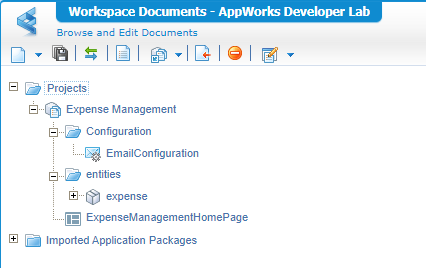 Workspace Documents - AppWorks Developer Lab
Browse and Edit Documents
Projects
Expense Management
Configuration
EmailConfiguration
entities
expense
ExpenseManagementHomePage
Imported Application Packages